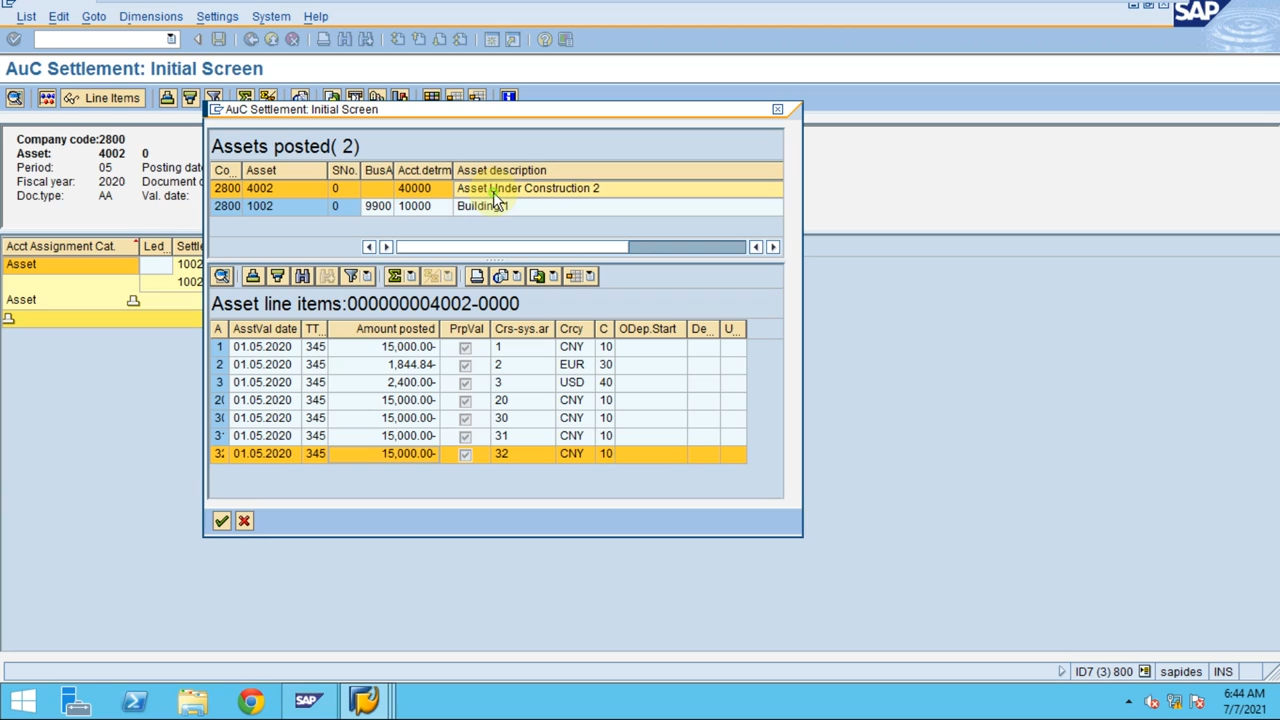 List Edit Goto Dimensions Settings System Help
SAP
AuC Settlement: Initial Screen
Line Items
Company code:2800
Asset: 4002 0
Period: 05 Posting date
Fiscal year: 2020 Document
Doc.type: AA Val. date:
Acct Assignment Cat. Led Settl
Asset 1002
1002
Asset
AuC Settlement: Initial Screen
Assets posted( 2)
Co... Asset SNo. BusA Acct.detrm Asset description
2800 4002 0 40000 Asset Under Construction 2
2800 1002 0 9900 10000 Building 1
Asset line items:000000004002-0000
A AsstVal date TT... Amount posted PrpVal Crs-sys.ar Crcy C ODep.Start De... U...
1 01.05.2020 345 15,000.00- 1 CNY 10
2 01.05.2020 345 1,844.84- 2 EUR 30
3 01.05.2020 345 2,400.00- 3 USD 40
20 01.05.2020 345 15,000.00- 20 CNY 10
30 01.05.2020 345 15,000.00- 30 CNY 10
31 01.05.2020 345 15,000.00- 31 CNY 10
32 01.05.2020 345 15,000.00- 32 CNY 10
ID7 (3) 800 sapides INS
SAP
6:44 AM
7/7/2021